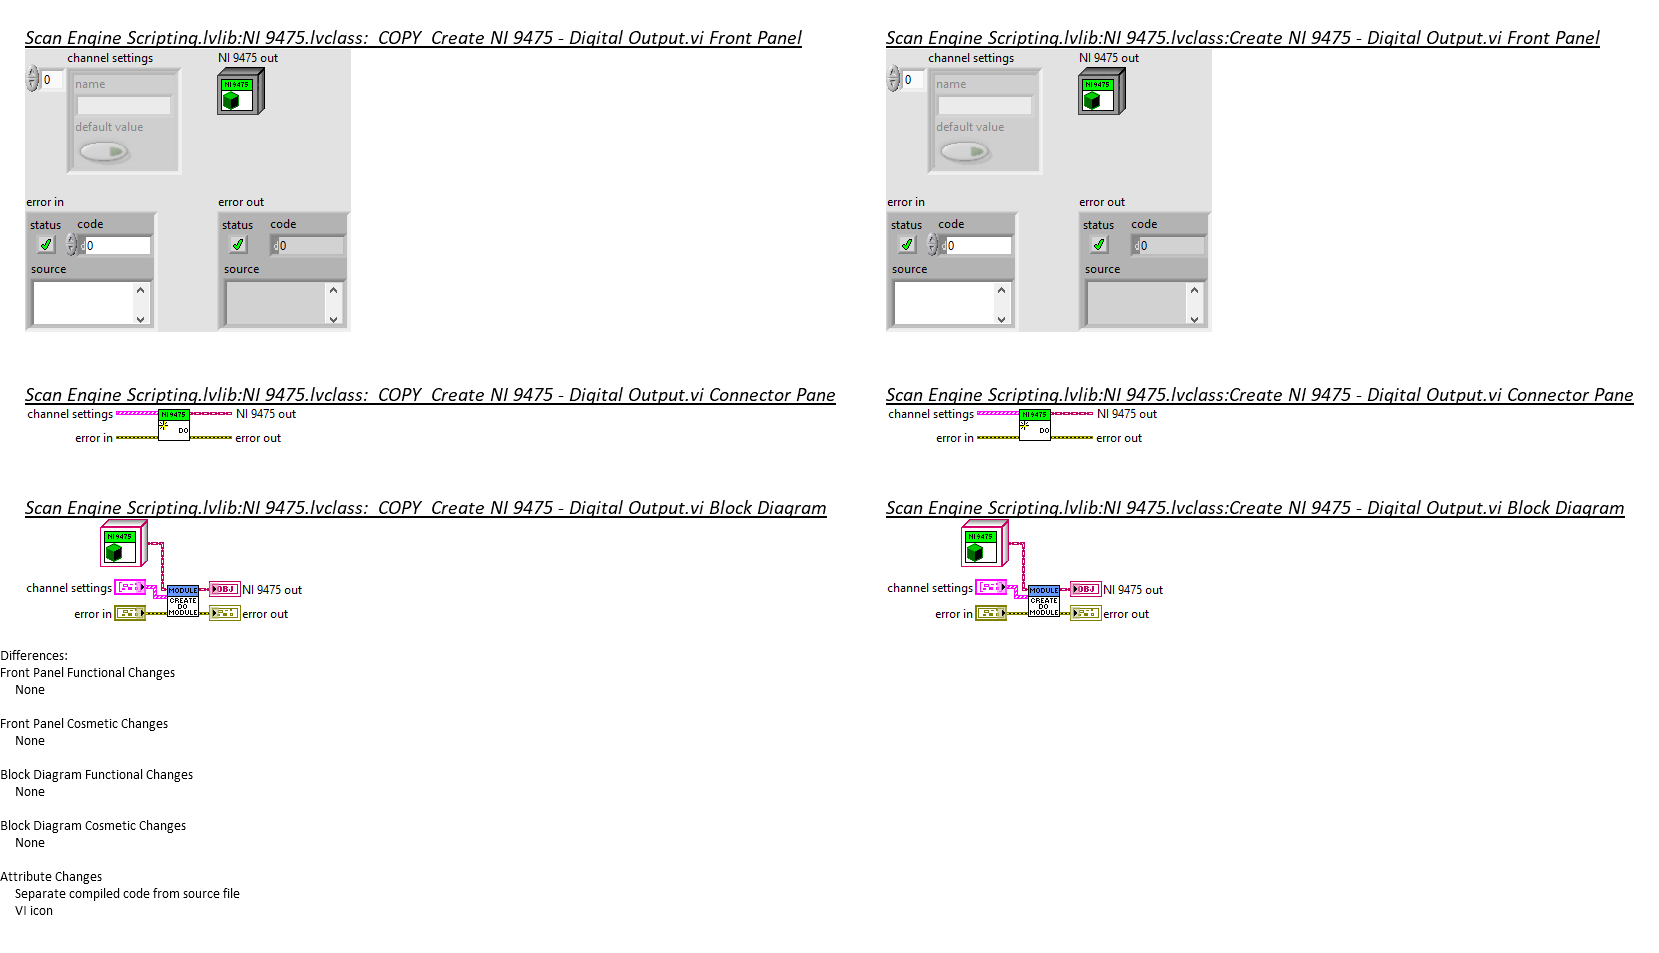 Scan Engine Scripting.lvlib:NI 9475.lvclass:_COPY_Create NI 9475 - Digital Output.vi Front Panel
channel settings
NI 9475 out
0
name
NI 9475
default value
error in
error out
status code
status code
d 0
d 0
source
source
Scan Engine Scripting.lvlib:NI 9475.lvclass:Create NI 9475 - Digital Output.vi Front Panel
channel settings
NI 9475 out
0
name
NI 9475
default value
error in
error out
status code
status code
d 0
d 0
source
source
Scan Engine Scripting.lvlib:NI 9475.lvclass:_COPY_Create NI 9475 - Digital Output.vi Connector Pane
channel settings
NI 9475
NI 9475 out
DO
error in
error out
Scan Engine Scripting.lvlib:NI 9475.lvclass:Create NI 9475 - Digital Output.vi Connector Pane
channel settings
NI 9475
NI 9475 out
DO
error in
error out
Scan Engine Scripting.lvlib:NI 9475.lvclass:_COPY_Create NI 9475 - Digital Output.vi Block Diagram
NI 9475
channel settings
MODULE
OBJ
NI 9475 out
CREATE
DO
MODULE
error in
error out
Scan Engine Scripting.lvlib:NI 9475.lvclass:Create NI 9475 - Digital Output.vi Block Diagram
NI 9475
channel settings
MODULE
OBJ
NI 9475 out
CREATE
DO
MODULE
error in
error out
Differences:
Front Panel Functional Changes
None
Front Panel Cosmetic Changes
None
Block Diagram Functional Changes
None
Block Diagram Cosmetic Changes
None
Attribute Changes
Separate compiled code from source file
VI icon